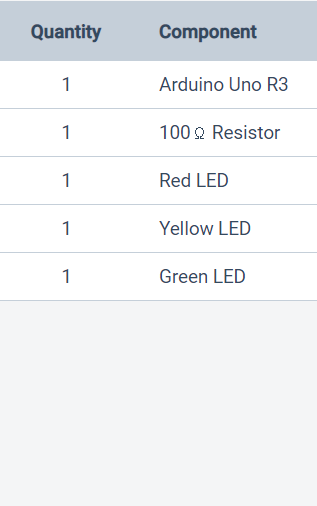 Quantity Component
1 Arduino Uno R3
1 100 Ω Resistor
1 Red LED
1 Yellow LED
1 Green LED